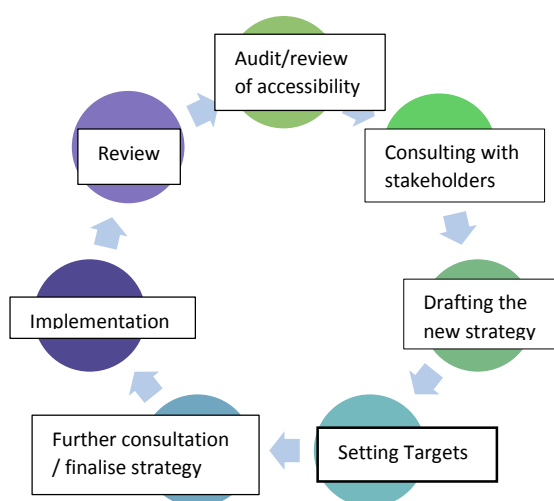 Audit/review
of accessibility
Consulting with
stakeholders
Drafting the
new strategy
Setting Targets
Further consultation
/ finalise strategy
Implementation
Review